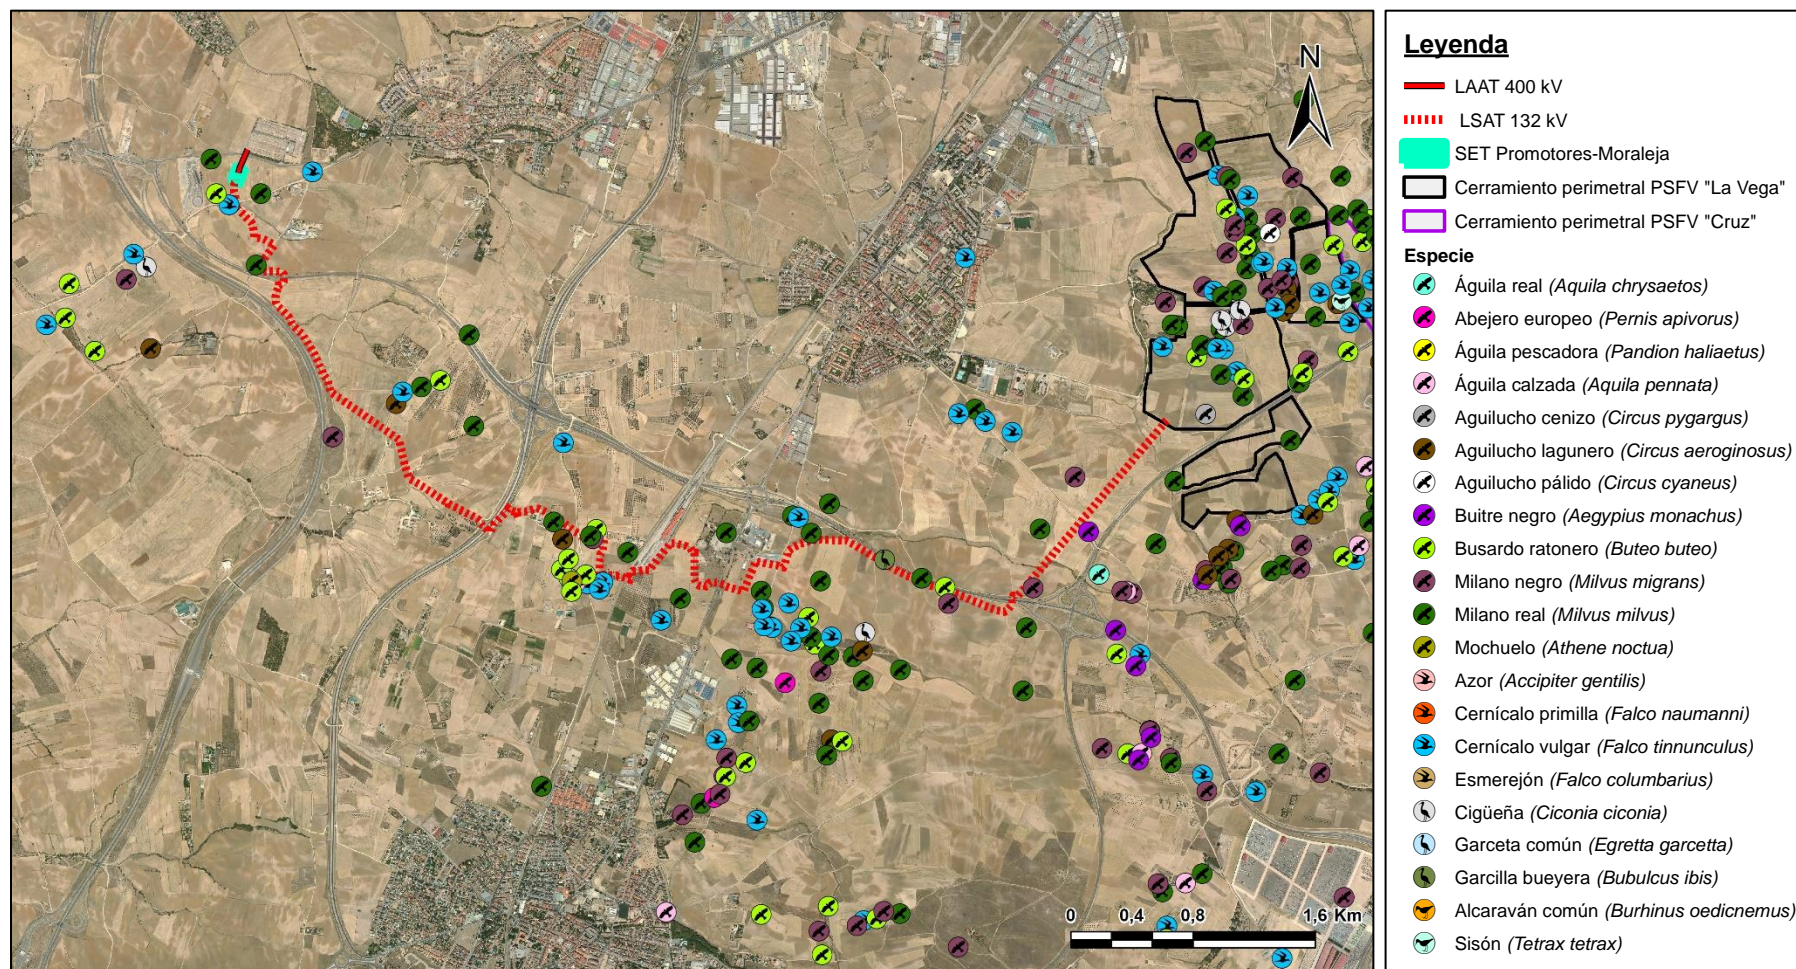 N
0 0,4 0,8 1,6 Km
Leyenda
LAAT 400 kV
LSAT 132 kV
SET Promotores-Moraleja
Cerramiento perimetral PSFV "La Vega"
Cerramiento perimetral PSFV "Cruz"
Especie
Águila real (Aquila chrysaetos)
Abejero europeo (Pernis apivorus)
Águila pescadora (Pandion haliaetus)
Águila calzada (Aquila pennata)
Aguilucho cenizo (Circus pygargus)
Aguilucho lagunero (Circus aeroginosus)
Aguilucho pálido (Circus cyaneus)
Buitre negro (Aegypius monachus)
Busardo ratonero (Buteo buteo)
Milano negro (Milvus migrans)
Milano real (Milvus milvus)
Mochuelo (Athene noctua)
Azor (Accipiter gentilis)
Cernícalo primilla (Falco naumanni)
Cernícalo vulgar (Falco tinnunculus)
Esmerejón (Falco columbarius)
Cigüeña (Ciconia ciconia)
Garceta común (Egretta garcetta)
Garcilla bueyera (Bubulcus ibis)
Alcaraván común (Burhinus oedicnemus)
Sisón (Tetrax tetrax)